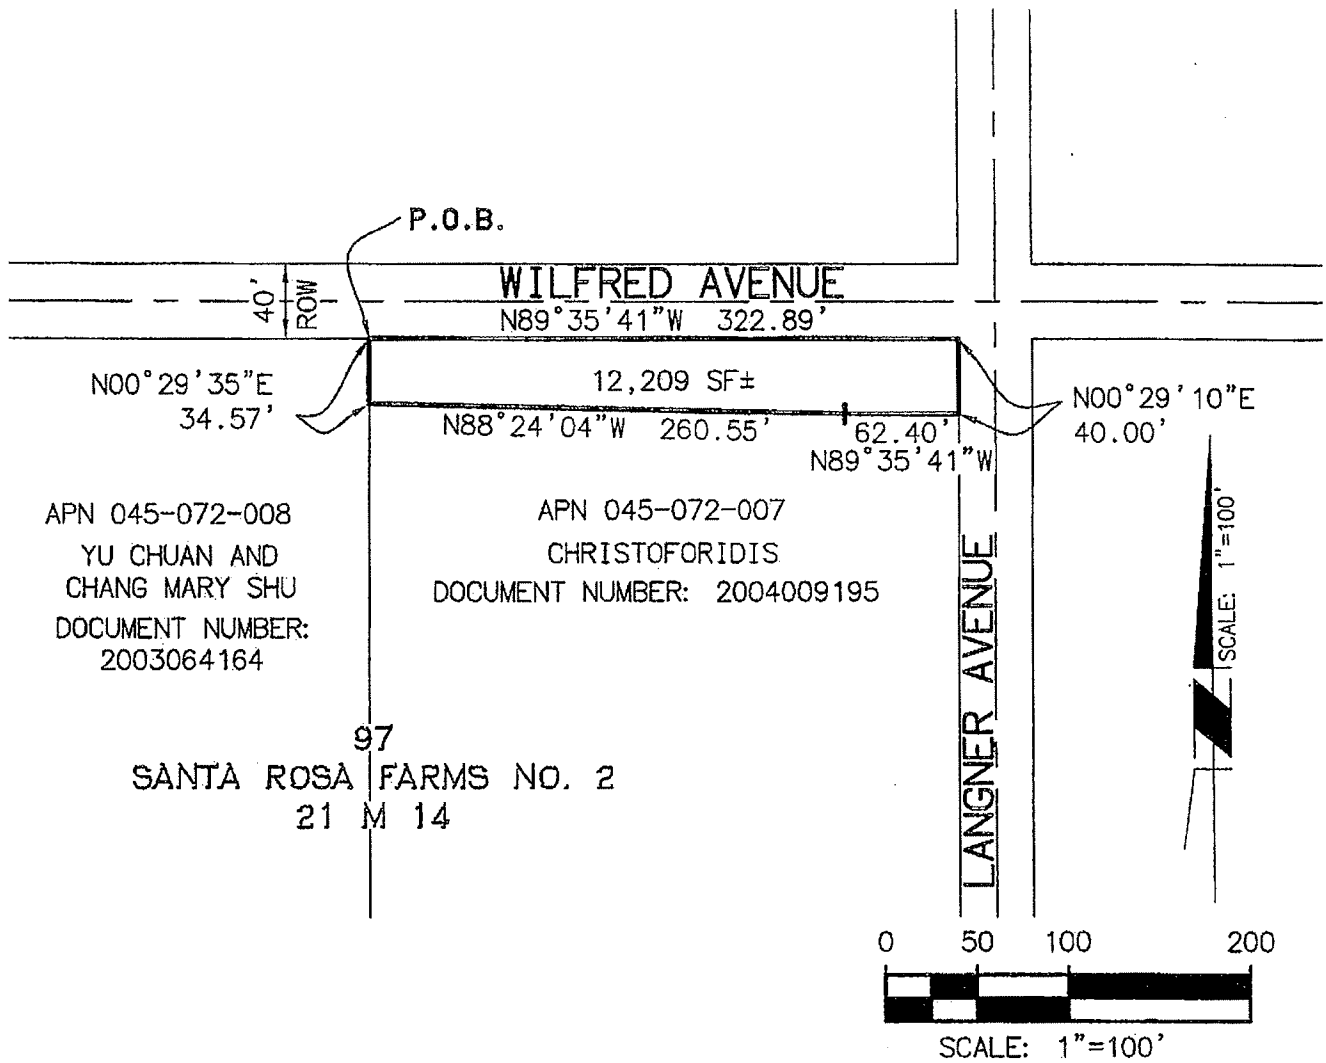 P.O.B.
40'
ROW
WILFRED AVENUE
N89°35'41"W 322.89'
12,209 SF±
N00°29'35"E
34.57'
N88°24'04"W 260.55'
62.40'
N89°35'41"W
N00°29'10"E
40.00'
APN 045-072-008
YU CHUAN AND
CHANG MARY SHU
DOCUMENT NUMBER:
2003064164
APN 045-072-007
CHRISTOFORIDIS
DOCUMENT NUMBER: 2004009195
LANGNER AVENUE
SCALE: 1"=100'
97
SANTA ROSA FARMS NO. 2
21 M 14
0 50 100 200
SCALE: 1"=100'